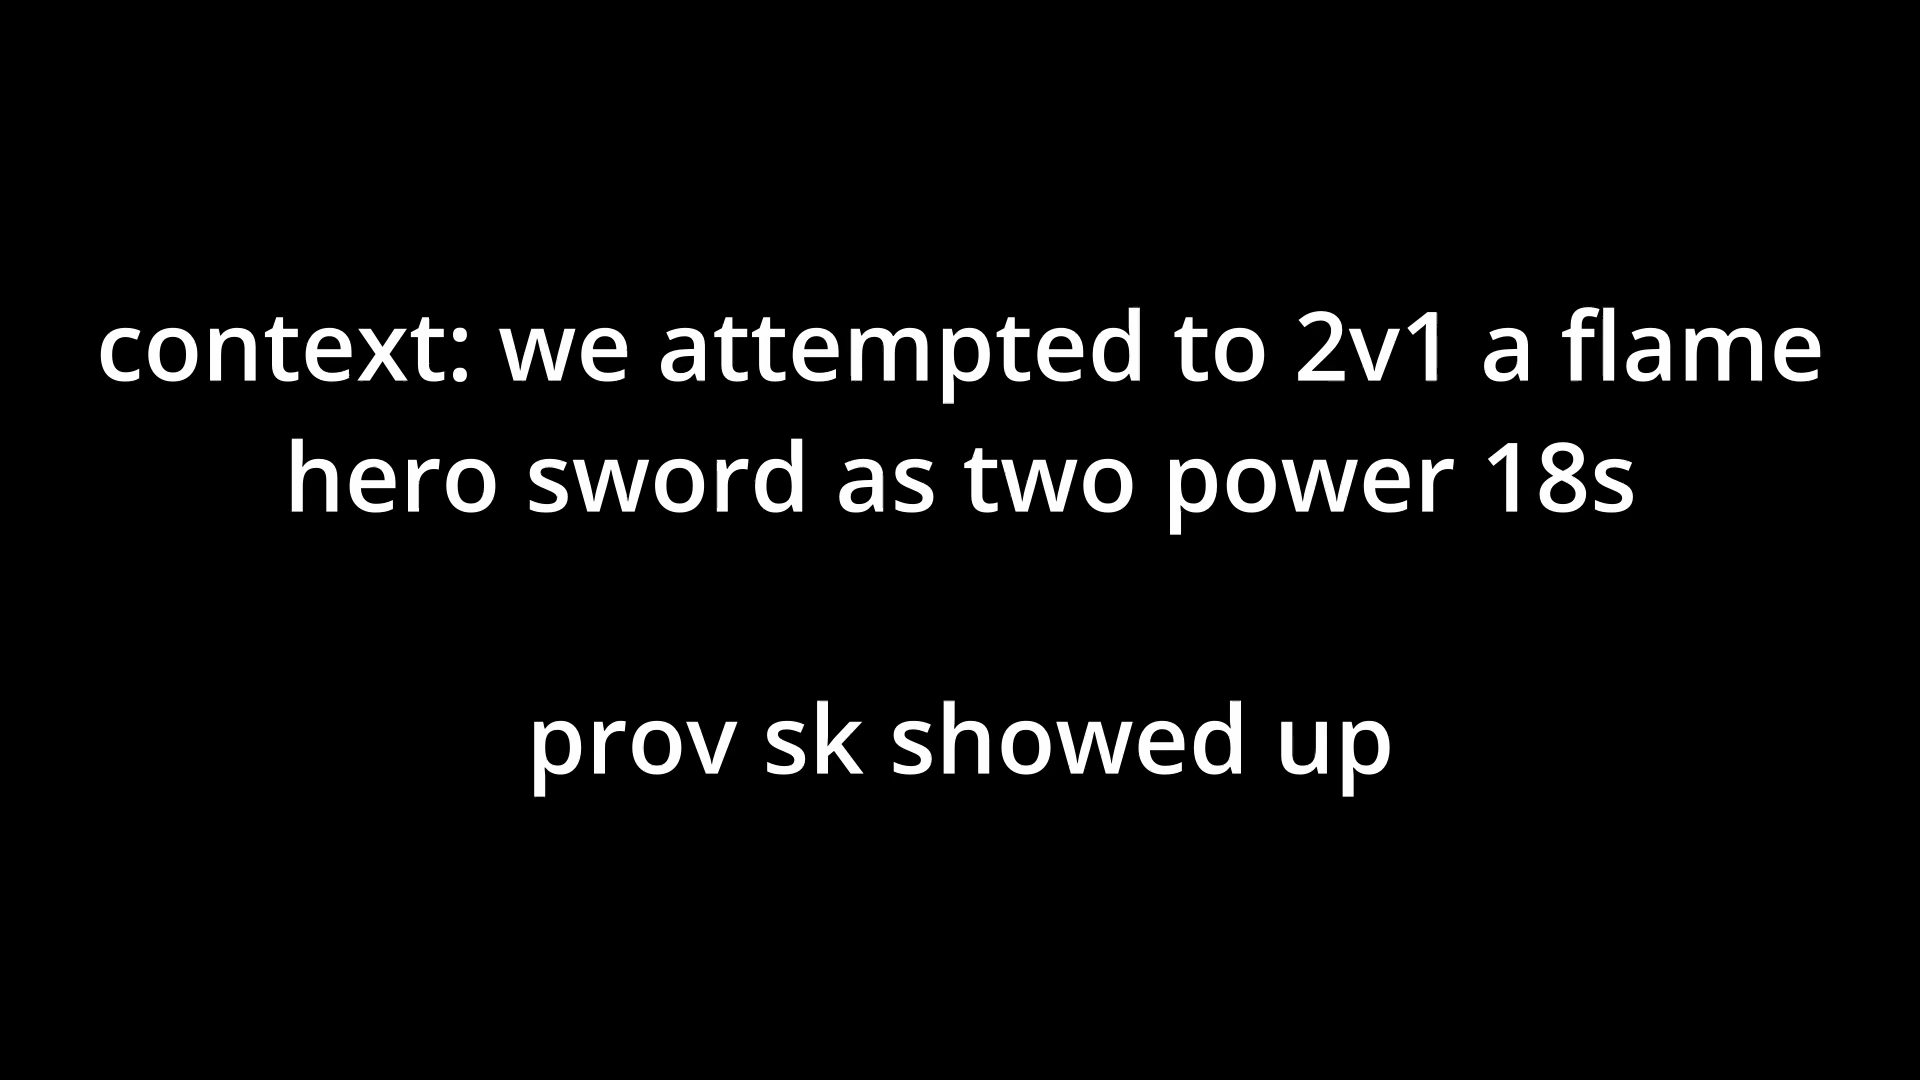 context: we attempted to 2v1 a flame
hero sword as two power 18s
prov sk showed up